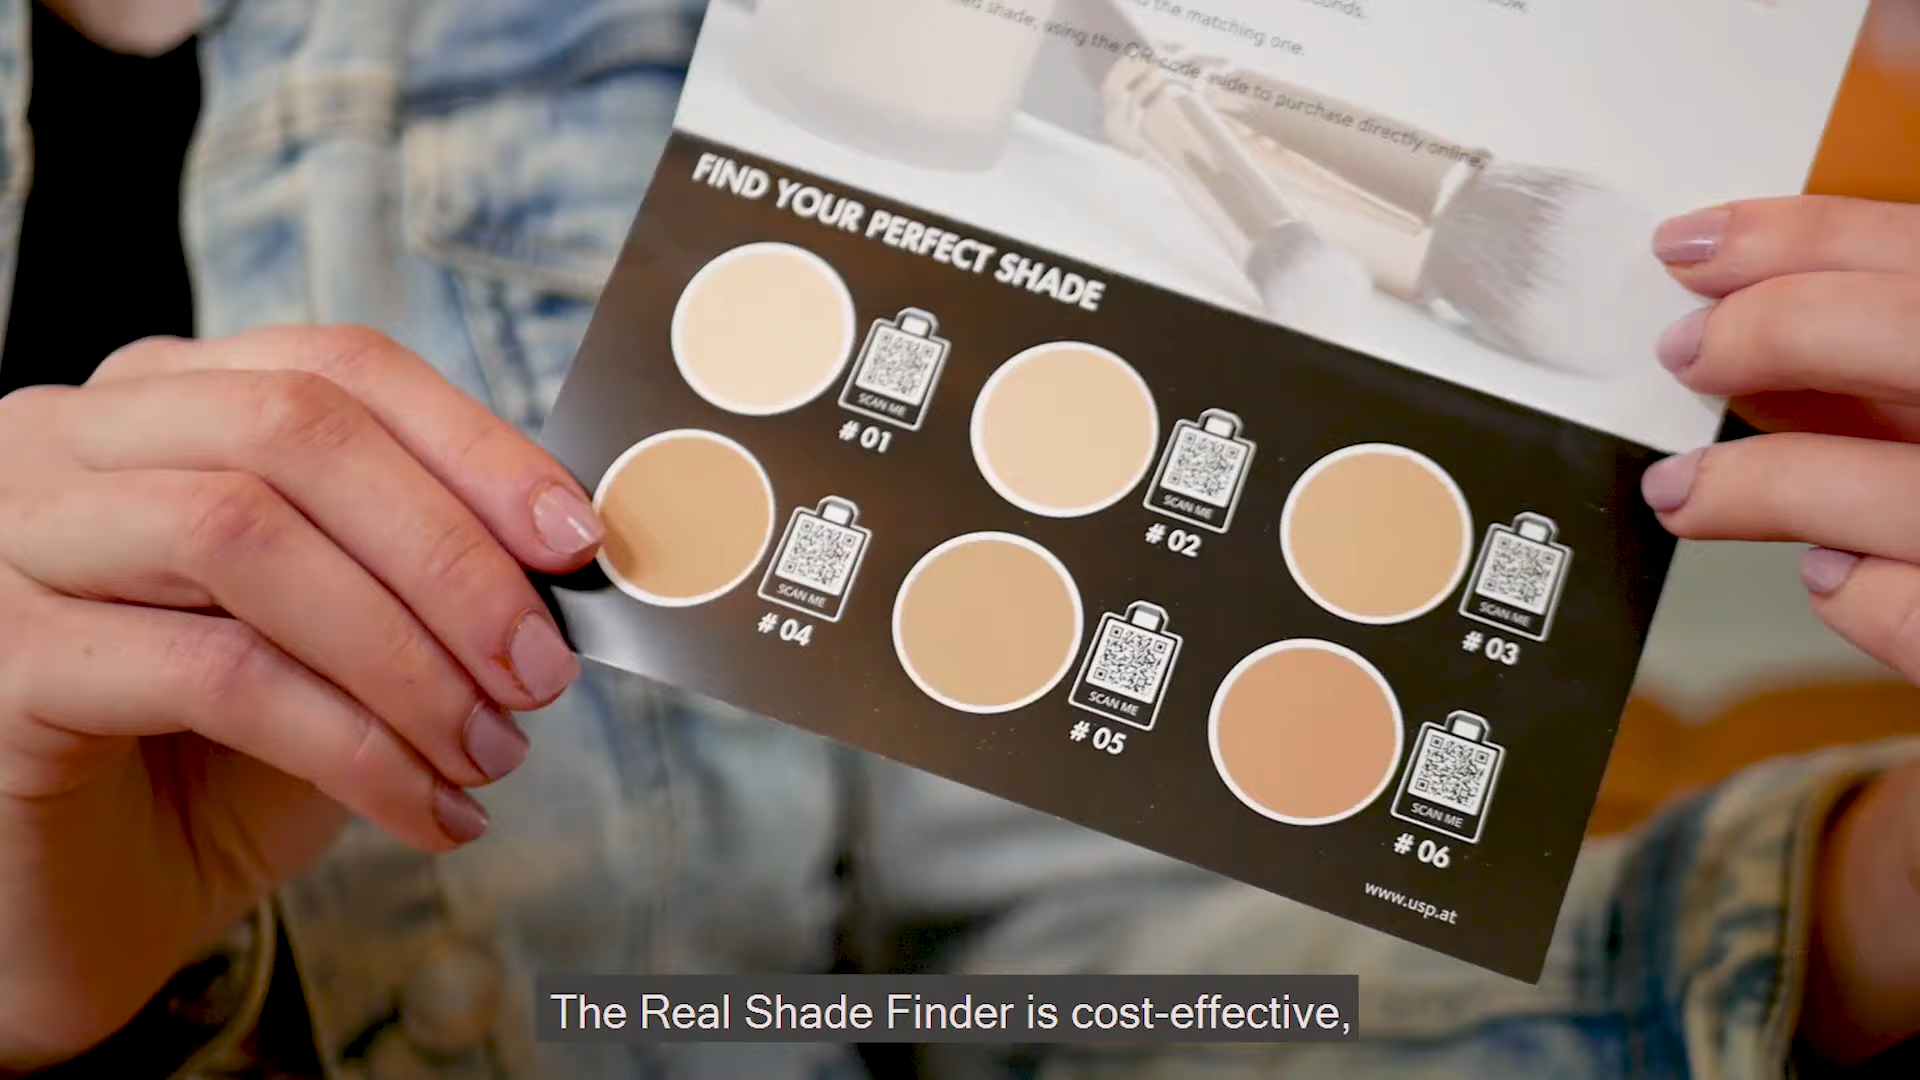 the matching one.
shade, using the QR-code aside to purchase directly online.
FIND YOUR PERFECT SHADE
SCAN ME
# 01
SCAN ME
# 02
SCAN ME
# 03
SCAN ME
# 04
SCAN ME
# 05
SCAN ME
# 06
www.usp.at
The Real Shade Finder is cost-effective,